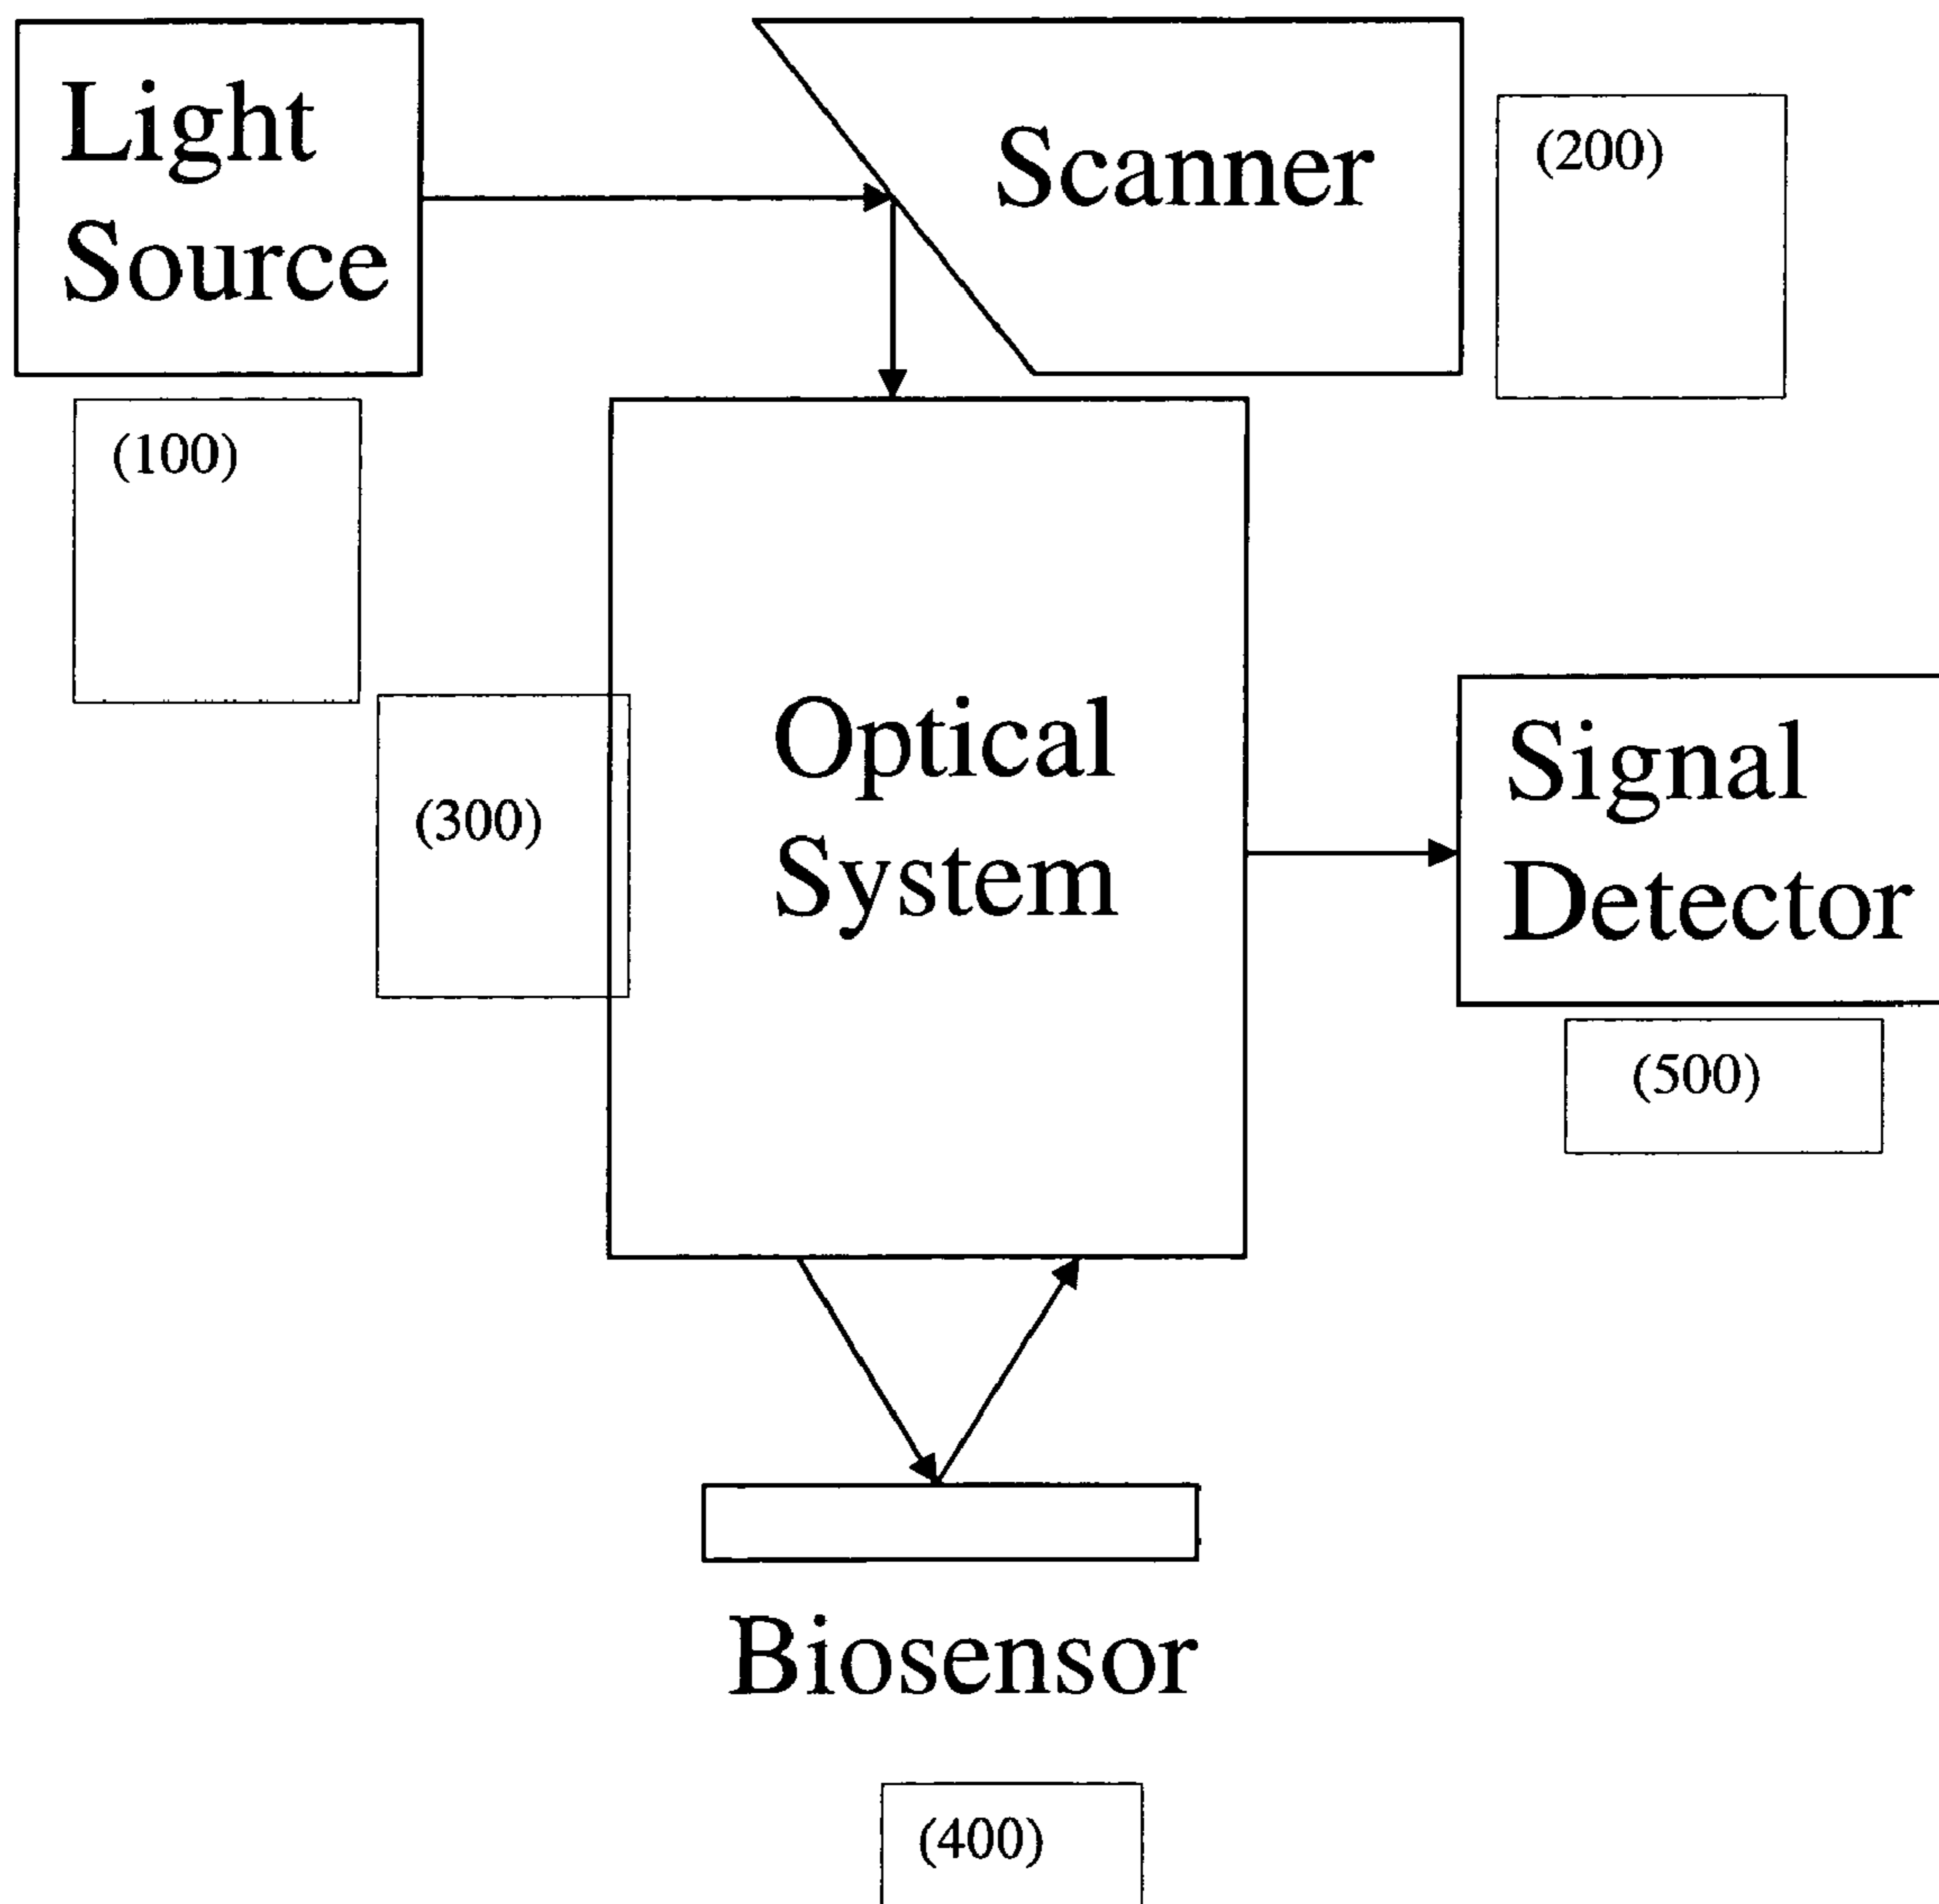 Light
Source
Scanner
(200)
(100)
Optical
System
(300)
Signal
Detector
(500)
Biosensor
(400)